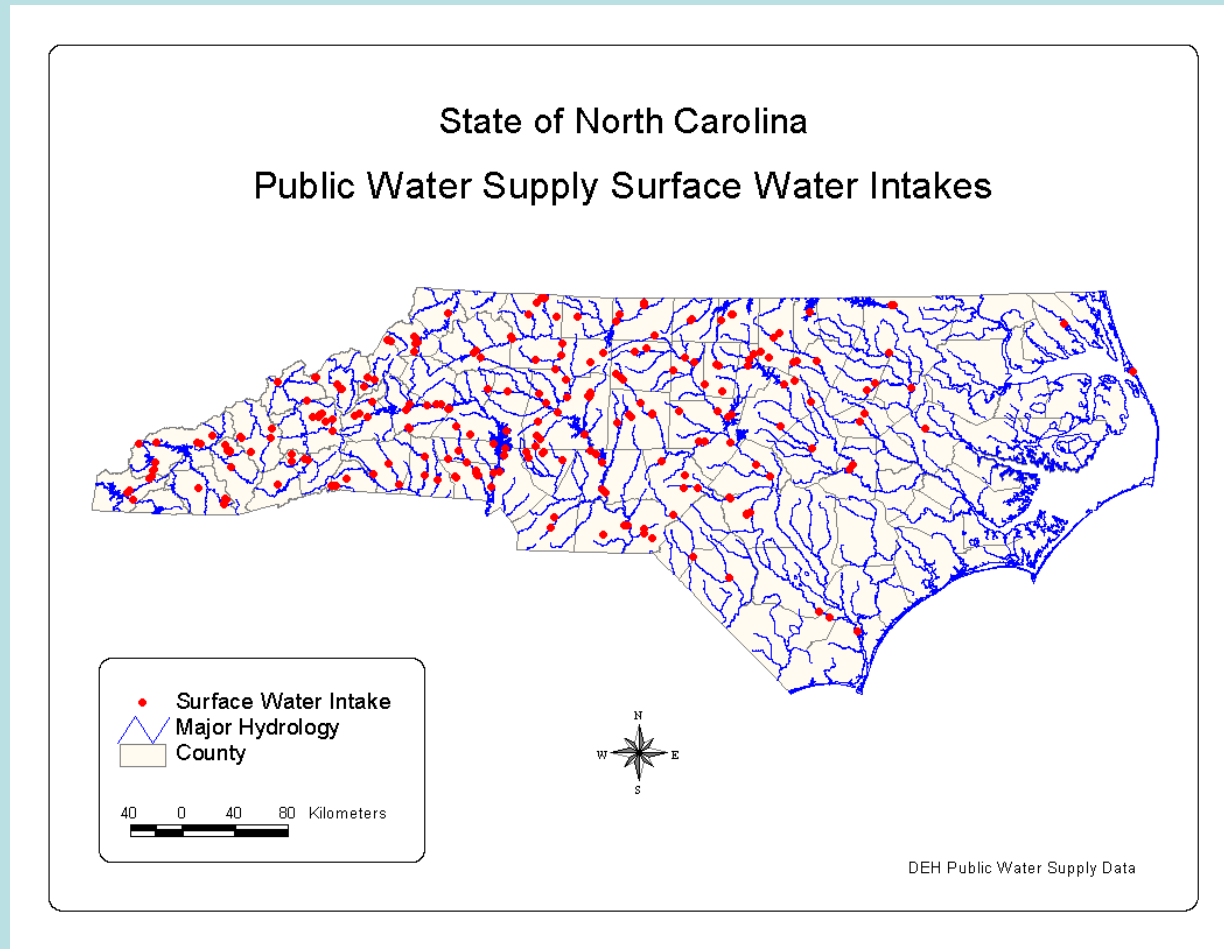 State of North Carolina
Public Water Supply Surface Water Intakes
Surface Water Intake
Major Hydrology
County
40 0 40 80 Kilometers
N
W E
S
DEH Public Water Supply Data